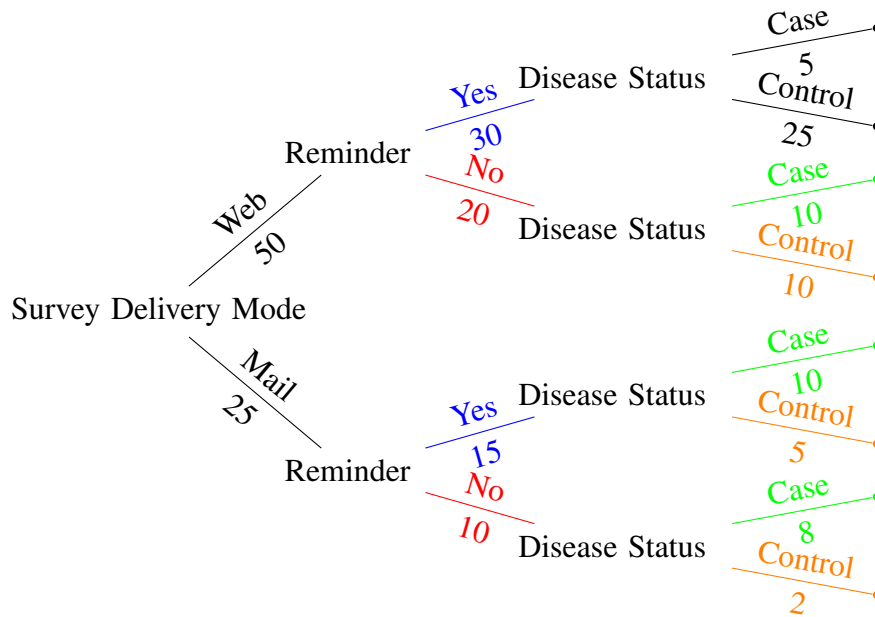 Survey Delivery Mode
Web
50
Reminder
Yes
30
Disease Status
Case
5
Control
25
No
20
Disease Status
Case
10
Control
10
Mail
25
Reminder
Yes
15
Disease Status
Case
10
Control
5
No
10
Disease Status
Case
8
Control
2